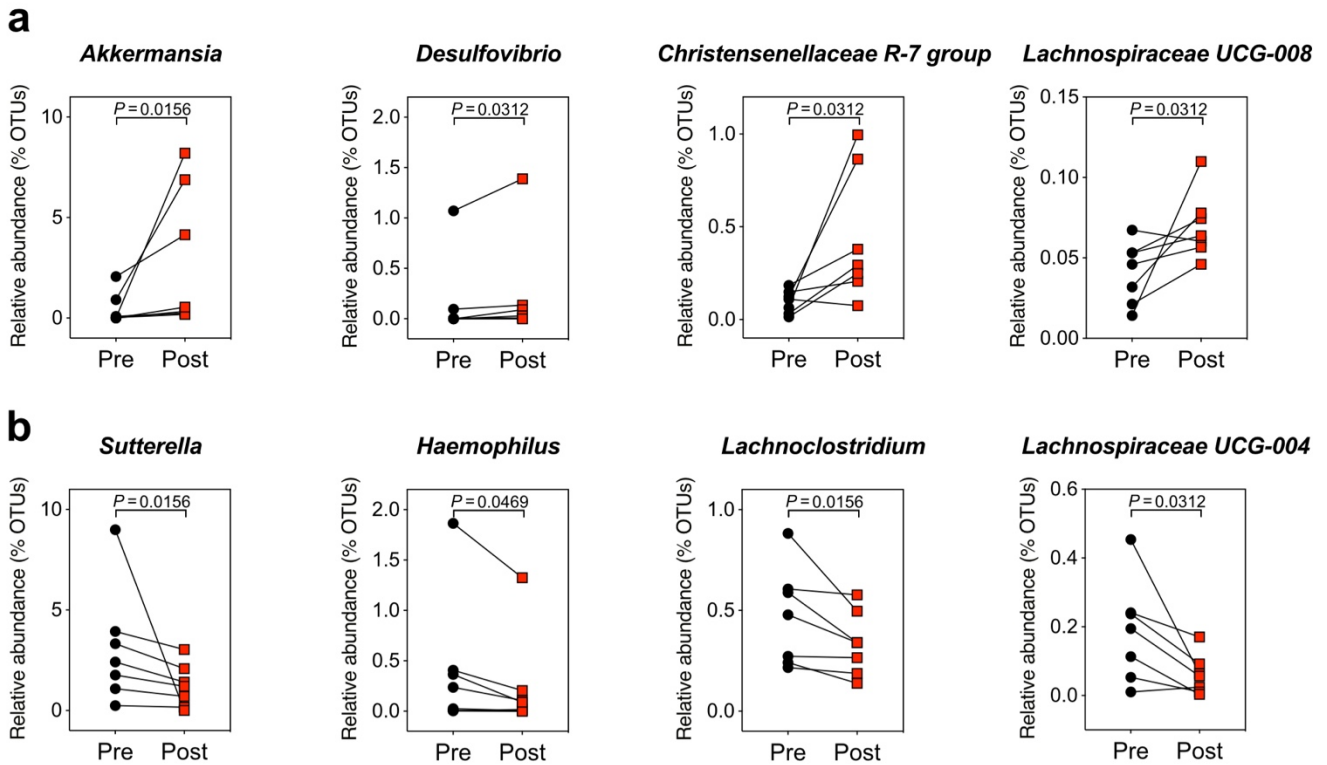 a
Akkermansia
Relative abundance (% OTUs)
10
5
0
P = 0.0156
Pre Post
Desulfovibrio
Relative abundance (% OTUs)
2.0
1.5
1.0
0.5
0.0
P = 0.0312
Pre Post
Christensenellaceae R-7 group
Relative abundance (% OTUs)
1.0
0.5
0.0
P = 0.0312
Pre Post
Lachnospiraceae UCG-008
Relative abundance (% OTUs)
0.15
0.10
0.05
0.00
P = 0.0312
Pre Post
b
Sutterella
Relative abundance (% OTUs)
10
5
0
P = 0.0156
Pre Post
Haemophilus
Relative abundance (% OTUs)
2.0
1.5
1.0
0.5
0.0
P = 0.0469
Pre Post
Lachnoclostridium
Relative abundance (% OTUs)
1.0
0.5
0.0
P = 0.0156
Pre Post
Lachnospiraceae UCG-004
Relative abundance (% OTUs)
0.6
0.4
0.2
0.0
P = 0.0312
Pre Post